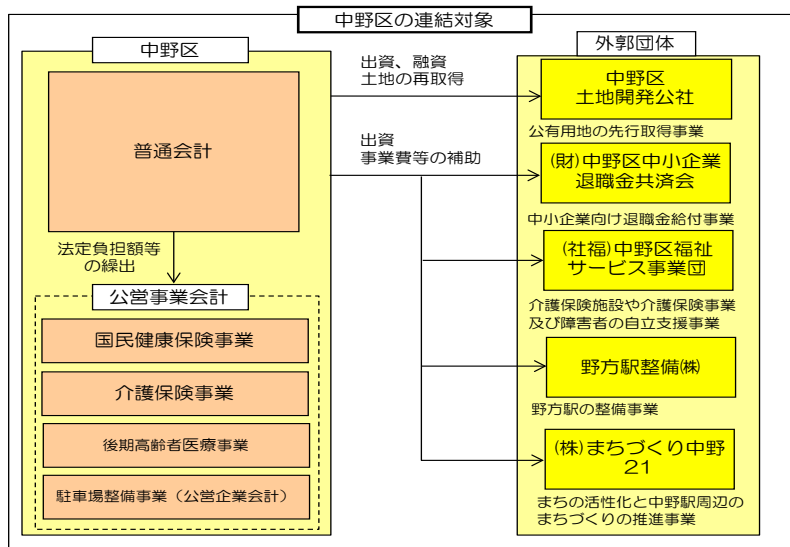 中野区の連結対象
中野区
普通会計
法定負担額等
の繰出
公営事業会計
国民健康保険事業
介護保険事業
後期高齢者医療事業
駐車場整備事業（公営企業会計）
出資、融資
土地の再取得
出資
事業費等の補助
外郭団体
中野区
土地開発公社
公有用地の先行取得事業
(財)中野区中小企業
退職金共済会
中小企業向け退職金給付事業
(社福)中野区福祉
サービス事業団
介護保険施設や介護保険事業
及び障害者の自立支援事業
野方駅整備㈱
野方駅の整備事業
(株)まちづくり中野
21
まちの活性化と中野駅周辺の
まちづくりの推進事業